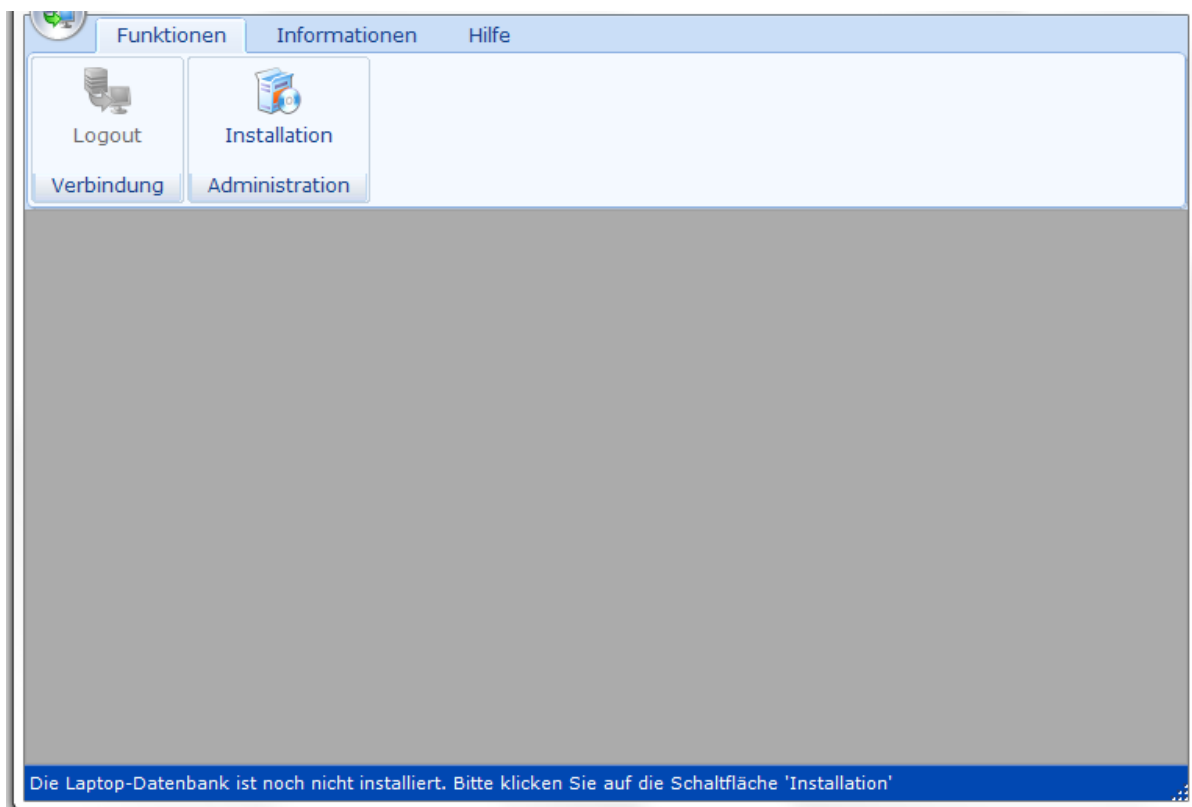 Funktionen Informationen Hilfe
Logout Installation
Verbindung Administration
Die Laptop-Datenbank ist noch nicht installiert. Bitte klicken Sie auf die Schaltfläche 'Installation'